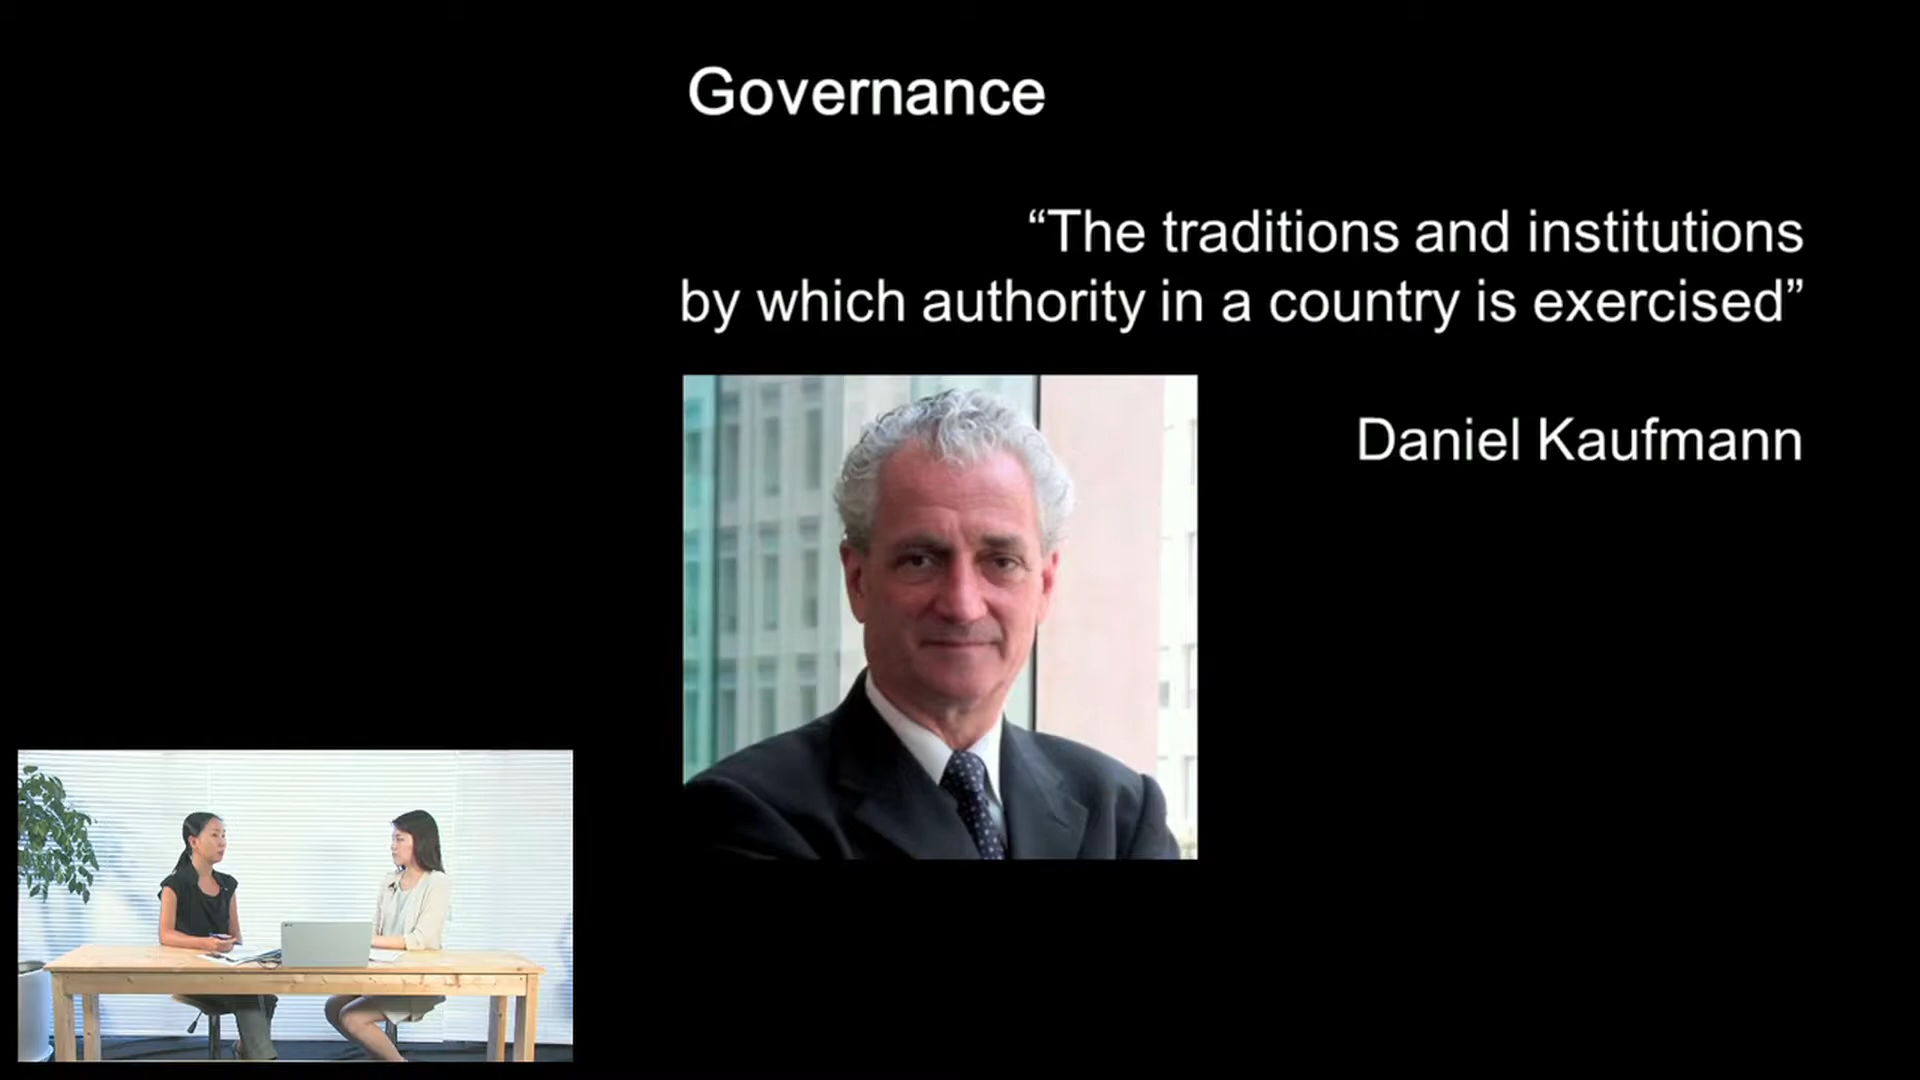 Governance
“The traditions and institutions
by which authority in a country is exercised”
Daniel Kaufmann